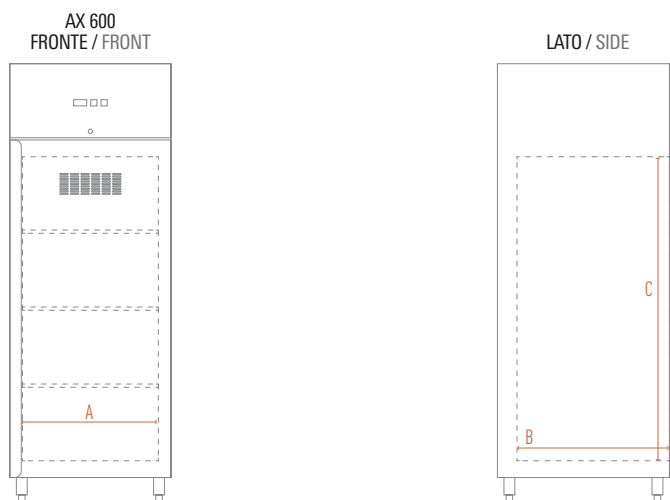 AX 600
FRONTE / FRONT
LATO / SIDE
C
A
B